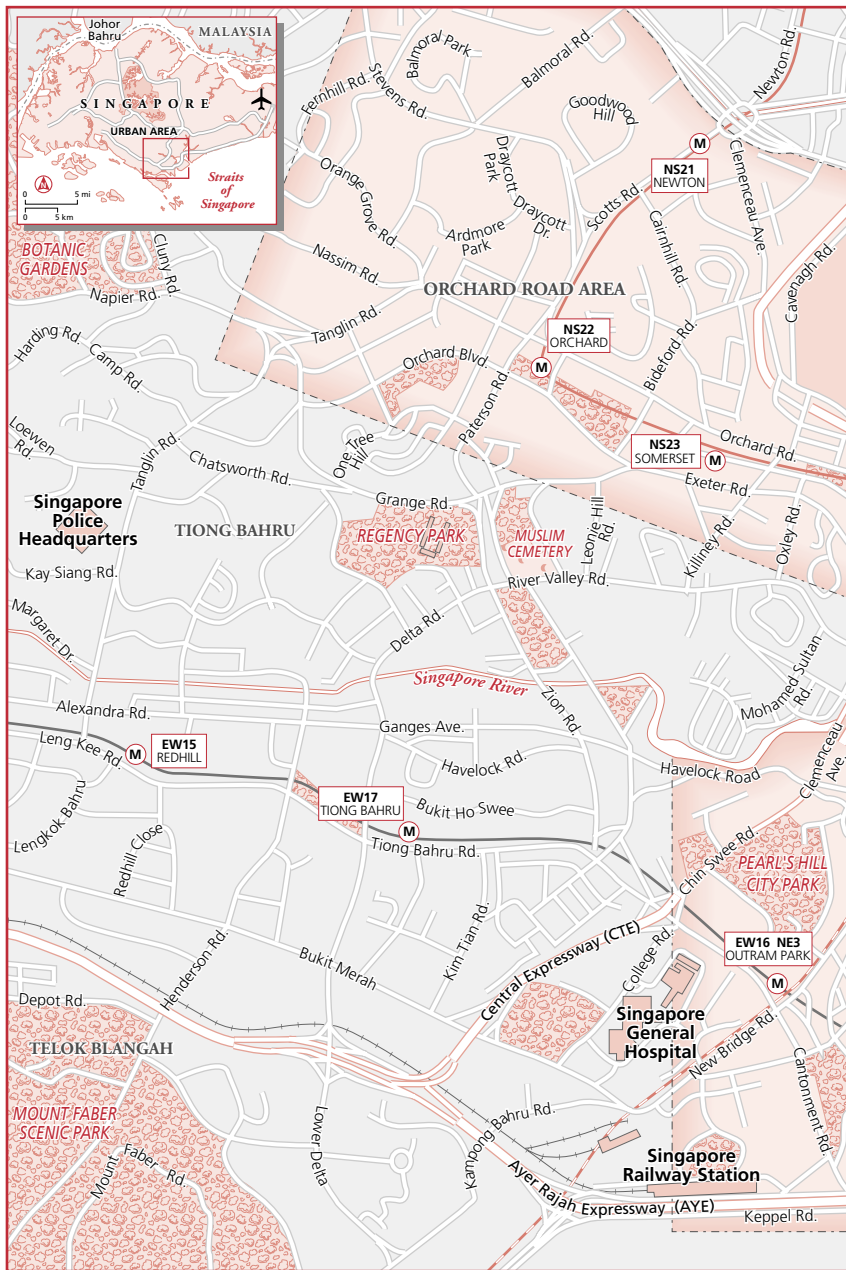 Johor
Bahru
MALAYSIA
SINGAPORE
URBAN AREA
Straits
of
Singapore
0
5 mi
0
5 km
Balmoral Park
Balmoral Rd.
Newton Rd.
Fernhill Rd.
Stevens Rd.
Goodwood
Hill
Clemenceau Ave.
M
NS21
NEWTON
Draycott
Park
Draycott
Dr.
Orange
Grove Rd.
Scotts Rd.
Cairnhill Rd.
Ardmore
Park
Cavenagh Rd.
BOTANIC
GARDENS
Cluny Rd.
Nassim Rd.
ORCHARD ROAD AREA
Napier Rd.
Tanglin Rd.
NS22
ORCHARD
M
Harding Rd.
Camp Rd.
Orchard Blvd.
Bideford Rd.
Paterson Rd.
Loewen
Rd.
Tanglin Rd.
One Tree
Hill
Orchard Rd.
NS23
SOMERSET
M
Chatsworth Rd.
Exeter Rd.
Grange Rd.
Singapore
Police
Headquarters
TIONG BAHRU
REGENCY PARK
MUSLIM
CEMETERY
Leonie Hill
Rd.
Killiney Rd.
Oxley Rd.
Kay Siang Rd.
River Valley Rd.
Margaret Dr.
Delta Rd.
Singapore River
Zion Rd.
Mohamed Sultan
Rd.
Alexandra Rd.
Ganges Ave.
Leng Kee Rd.
M
EW15
REDHILL
Havelock Rd.
Havelock Road
Clemenceau
Ave.
EW17
TIONG BAHRU
M
Bukit Ho Swee
Lengkok Bahru
Redhill Close
Tiong Bahru Rd.
Chin Swee Rd.
PEARL'S HILL
CITY PARK
Kim Tian Rd.
EW16 NE3
OUTRAM PARK
M
Henderson Rd.
Bukit Merah
Central Expressway (CTE)
College Rd.
Depot Rd.
Singapore
General
Hospital
New Bridge Rd.
TELOK BLANGAH
Cantonment Rd.
MOUNT FABER
SCENIC PARK
Lower Delta
Kampong Bahru Rd.
Mount Faber Rd.
Singapore
Railway Station
Ayer Rajah Expressway (AYE)
Keppel Rd.